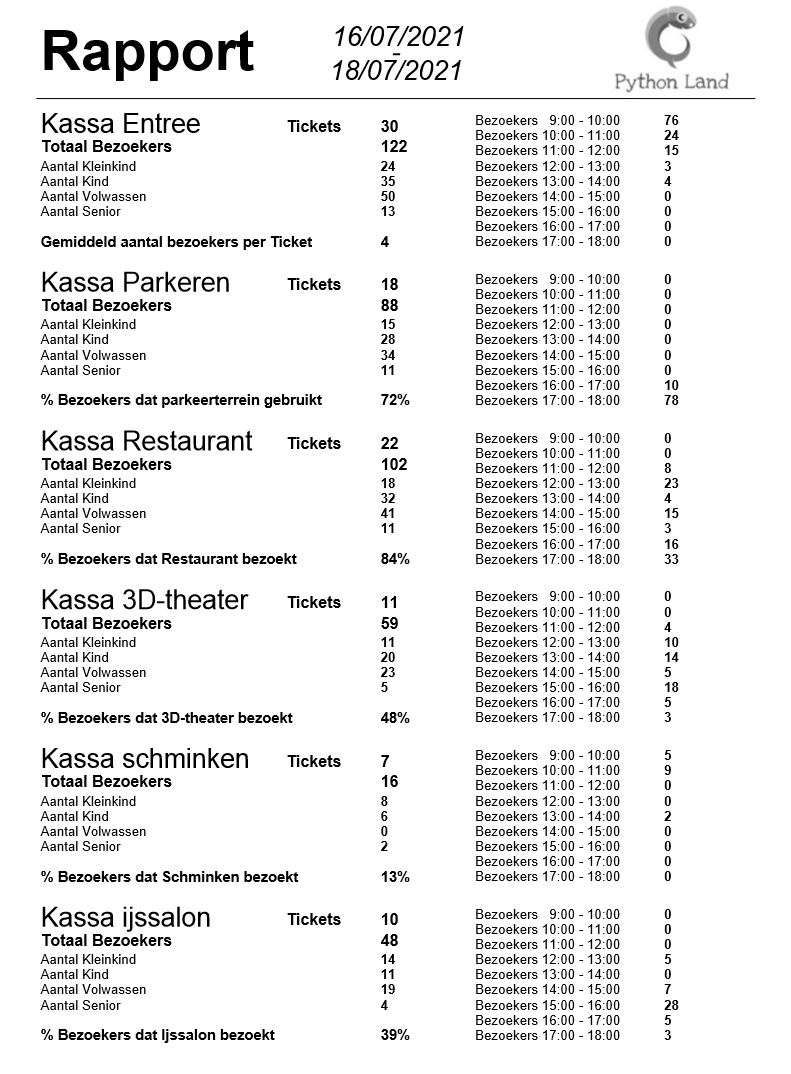 Rapport
16/07/2021
-
18/07/2021
Python Land
Kassa Entree Tickets 30
Totaal Bezoekers 122
Aantal Kleinkind 24
Aantal Kind 35
Aantal Volwassen 50
Aantal Senior 13
Gemiddeld aantal bezoekers per Ticket 4
Bezoekers 9:00 - 10:00 76
Bezoekers 10:00 - 11:00 24
Bezoekers 11:00 - 12:00 15
Bezoekers 12:00 - 13:00 3
Bezoekers 13:00 - 14:00 4
Bezoekers 14:00 - 15:00 0
Bezoekers 15:00 - 16:00 0
Bezoekers 16:00 - 17:00 0
Bezoekers 17:00 - 18:00 0
Kassa Parkeren Tickets 18
Totaal Bezoekers 88
Aantal Kleinkind 15
Aantal Kind 28
Aantal Volwassen 34
Aantal Senior 11
% Bezoekers dat parkeerterrein gebruikt 72%
Bezoekers 9:00 - 10:00 0
Bezoekers 10:00 - 11:00 0
Bezoekers 11:00 - 12:00 0
Bezoekers 12:00 - 13:00 0
Bezoekers 13:00 - 14:00 0
Bezoekers 14:00 - 15:00 0
Bezoekers 15:00 - 16:00 0
Bezoekers 16:00 - 17:00 10
Bezoekers 17:00 - 18:00 78
Kassa Restaurant Tickets 22
Totaal Bezoekers 102
Aantal Kleinkind 18
Aantal Kind 32
Aantal Volwassen 41
Aantal Senior 11
% Bezoekers dat Restaurant bezoekt 84%
Bezoekers 9:00 - 10:00 0
Bezoekers 10:00 - 11:00 0
Bezoekers 11:00 - 12:00 8
Bezoekers 12:00 - 13:00 23
Bezoekers 13:00 - 14:00 4
Bezoekers 14:00 - 15:00 15
Bezoekers 15:00 - 16:00 3
Bezoekers 16:00 - 17:00 16
Bezoekers 17:00 - 18:00 33
Kassa 3D-theater Tickets 11
Totaal Bezoekers 59
Aantal Kleinkind 11
Aantal Kind 20
Aantal Volwassen 23
Aantal Senior 5
% Bezoekers dat 3D-theater bezoekt 48%
Bezoekers 9:00 - 10:00 0
Bezoekers 10:00 - 11:00 0
Bezoekers 11:00 - 12:00 4
Bezoekers 12:00 - 13:00 10
Bezoekers 13:00 - 14:00 14
Bezoekers 14:00 - 15:00 5
Bezoekers 15:00 - 16:00 18
Bezoekers 16:00 - 17:00 5
Bezoekers 17:00 - 18:00 3
Kassa schminken Tickets 7
Totaal Bezoekers 16
Aantal Kleinkind 8
Aantal Kind 6
Aantal Volwassen 0
Aantal Senior 2
% Bezoekers dat Schminken bezoekt 13%
Bezoekers 9:00 - 10:00 5
Bezoekers 10:00 - 11:00 9
Bezoekers 11:00 - 12:00 0
Bezoekers 12:00 - 13:00 0
Bezoekers 13:00 - 14:00 2
Bezoekers 14:00 - 15:00 0
Bezoekers 15:00 - 16:00 0
Bezoekers 16:00 - 17:00 0
Bezoekers 17:00 - 18:00 0
Kassa ijssalon Tickets 10
Totaal Bezoekers 48
Aantal Kleinkind 14
Aantal Kind 11
Aantal Volwassen 19
Aantal Senior 4
% Bezoekers dat Ijssalon bezoekt 39%
Bezoekers 9:00 - 10:00 0
Bezoekers 10:00 - 11:00 0
Bezoekers 11:00 - 12:00 0
Bezoekers 12:00 - 13:00 5
Bezoekers 13:00 - 14:00 0
Bezoekers 14:00 - 15:00 7
Bezoekers 15:00 - 16:00 28
Bezoekers 16:00 - 17:00 5
Bezoekers 17:00 - 18:00 3